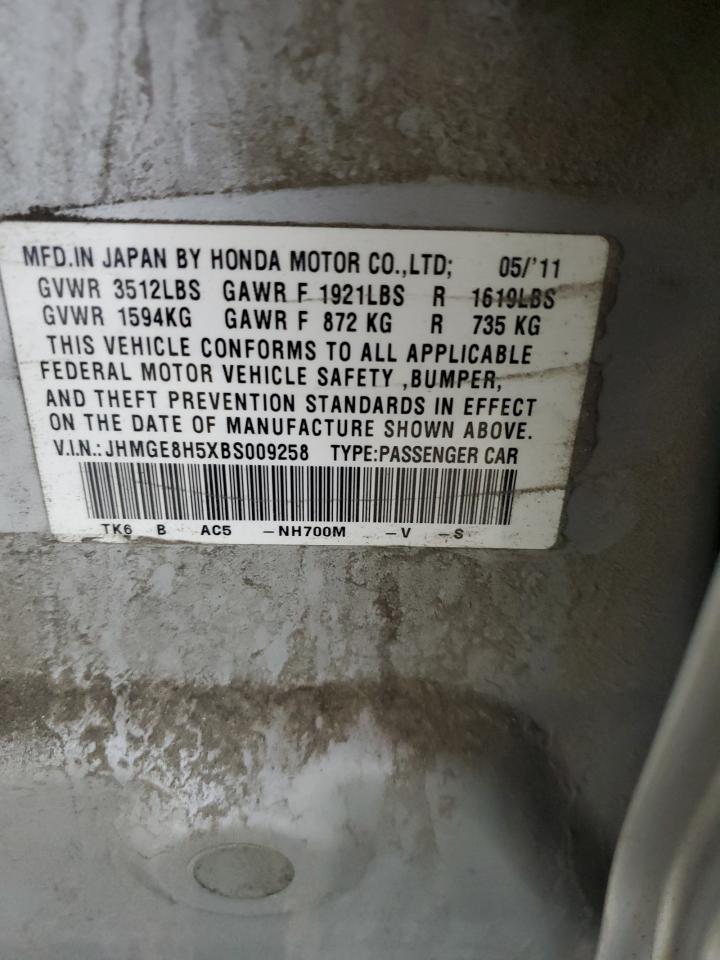 MFD.IN JAPAN BY HONDA MOTOR CO.,LTD; 05/'11
GVWR 3512LBS GAWR F 1921LBS R 1619LBS
GVWR 1594KG GAWR F 872 KG R 735 KG
THIS VEHICLE CONFORMS TO ALL APPLICABLE
FEDERAL MOTOR VEHICLE SAFETY ,BUMPER,
AND THEFT PREVENTION STANDARDS IN EFFECT
ON THE DATE OF MANUFACTURE SHOWN ABOVE.
V.I.N.: JHMGE8H5XBS009258 TYPE:PASSENGER CAR
TK6 B AC5 -NH700M -V -S